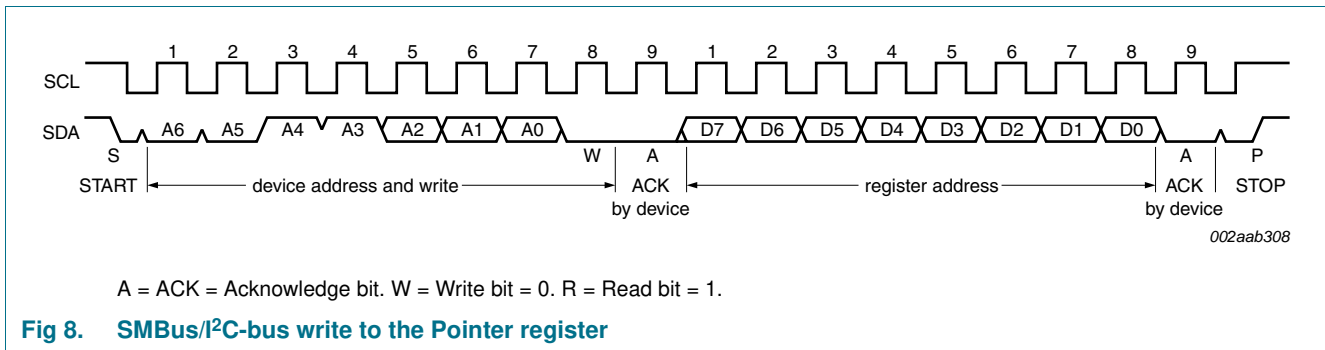 1 2 3 4 5 6 7 8 9 1 2 3 4 5 6 7 8 9
SCL
SDA A6 A5 A4 A3 A2 A1 A0 D7 D6 D5 D4 D3 D2 D1 D0
S W A A P
START device address and write ACK register address ACK STOP
by device by device
002aab308
A = ACK = Acknowledge bit. W = Write bit = 0. R = Read bit = 1.
Fig 8. SMBus/I²C-bus write to the Pointer register